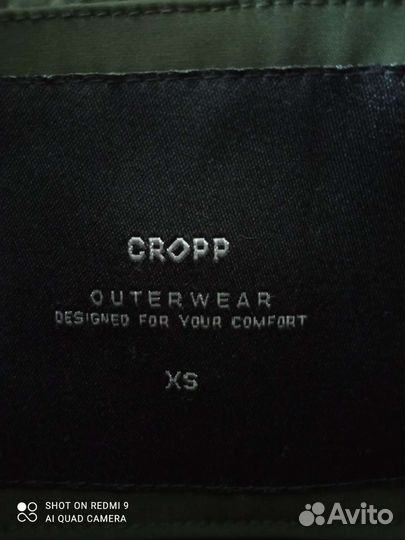 CROPP
OUTERWEAR
DESIGNED FOR YOUR COMFORT
XS
SHOT ON REDMI 9
AI QUAD CAMERA
Avito